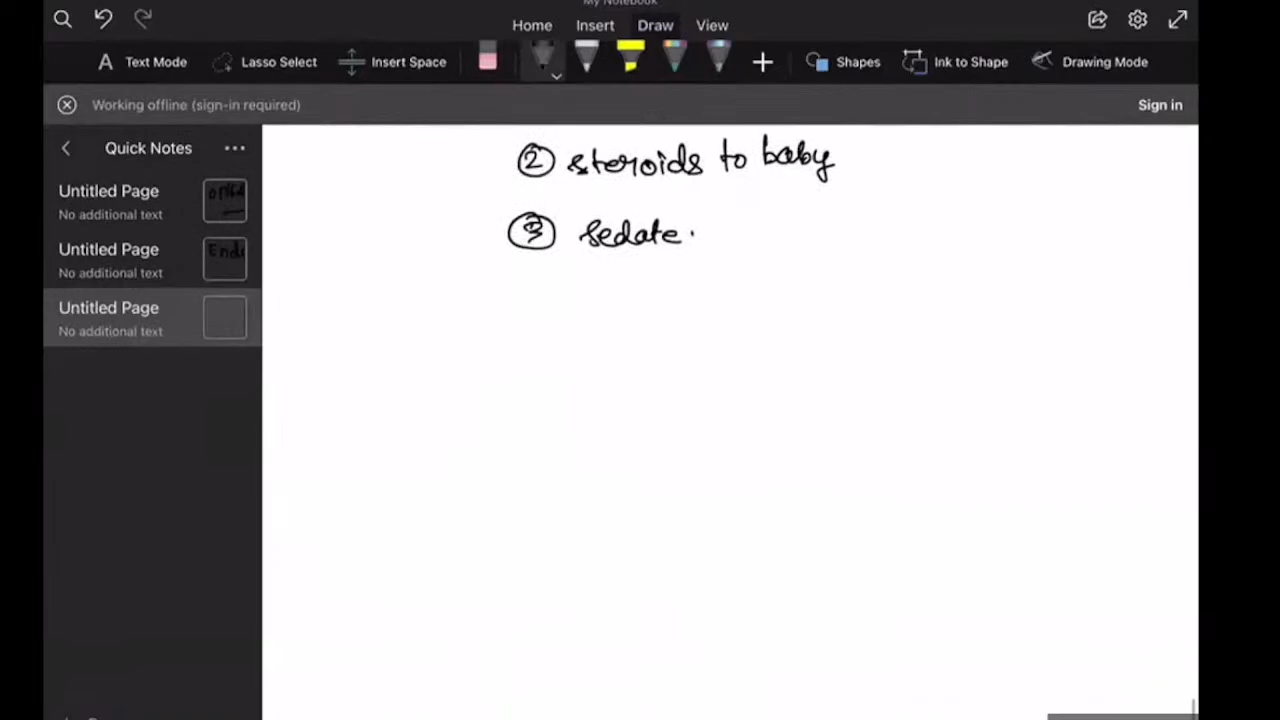 My Notebook
Home Insert Draw View
Text Mode Lasso Select Insert Space Shapes Ink to Shape Drawing Mode
Working offline (sign-in required) Sign in
Quick Notes
Untitled Page
No additional text
Untitled Page
No additional text
Untitled Page
No additional text
② steroids to baby
③ sedate.